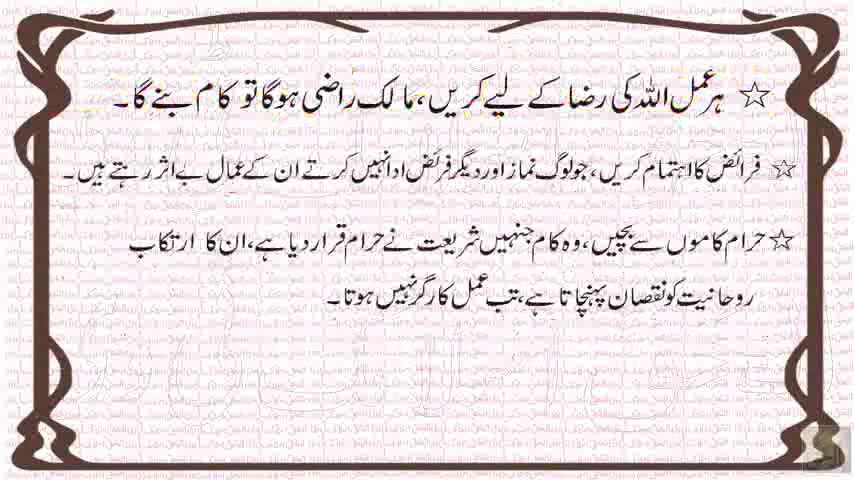 ☆ ہر عمل اللہ کی رضا کے لیے کریں، مالک راضی ہوگا تو کام بنے گا۔
☆ فرائض کا اہتمام کریں، جو لوگ نماز اور دیگر فرائض ادا نہیں کرتے ان کے عمال بے اثر رہتے ہیں۔
☆ حرام کاموں سے بچیں، وہ کام جنہیں شریعت نے حرام قرار دیا ہے، ان کا ارتکاب
روحانیت کو نقصان پہنچاتا ہے، تب عمل کارگر نہیں ہوتا۔